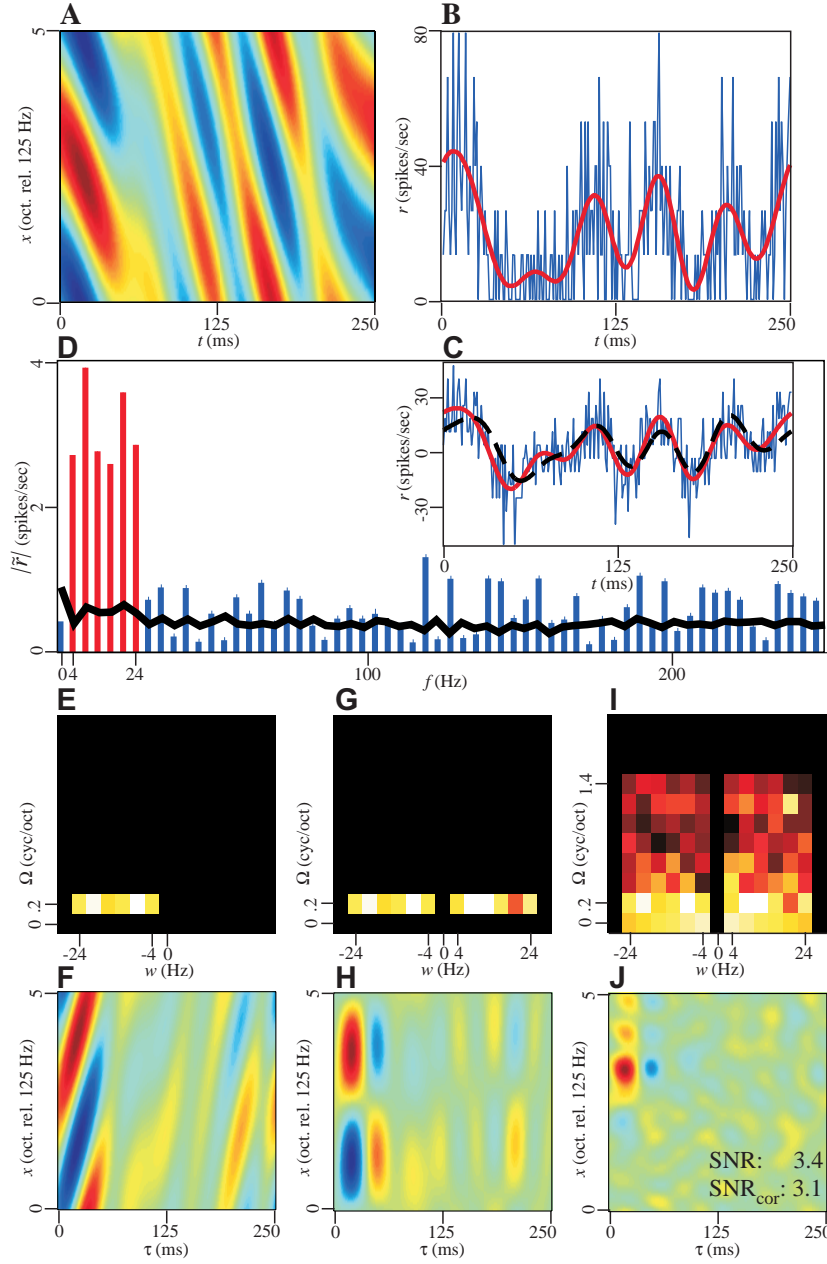 A
5
x (oct. rel. 125 Hz)
0
0
125
250
t (ms)
B
80
40
0
r (spikes/sec)
0
125
250
t (ms)
D
4
2
0
|r̃| (spikes/sec)
0 4
24
100
200
f (Hz)
C
30
0
-30
r (spikes/sec)
0
125
250
t (ms)
E
Ω (cyc/oct)
.2
0
-24
-4
0
w (Hz)
G
Ω (cyc/oct)
.2
0
-24
-4
0
4
24
w (Hz)
I
1.4
Ω (cyc/oct)
.2
0
-24
-4
0
4
24
w (Hz)
F
5
x (oct. rel. 125 Hz)
0
0
125
250
τ (ms)
H
5
x (oct. rel. 125 Hz)
0
0
125
250
τ (ms)
J
5
x (oct. rel. 125 Hz)
0
SNR: 3.4
SNRcor: 3.1
0
125
250
τ (ms)